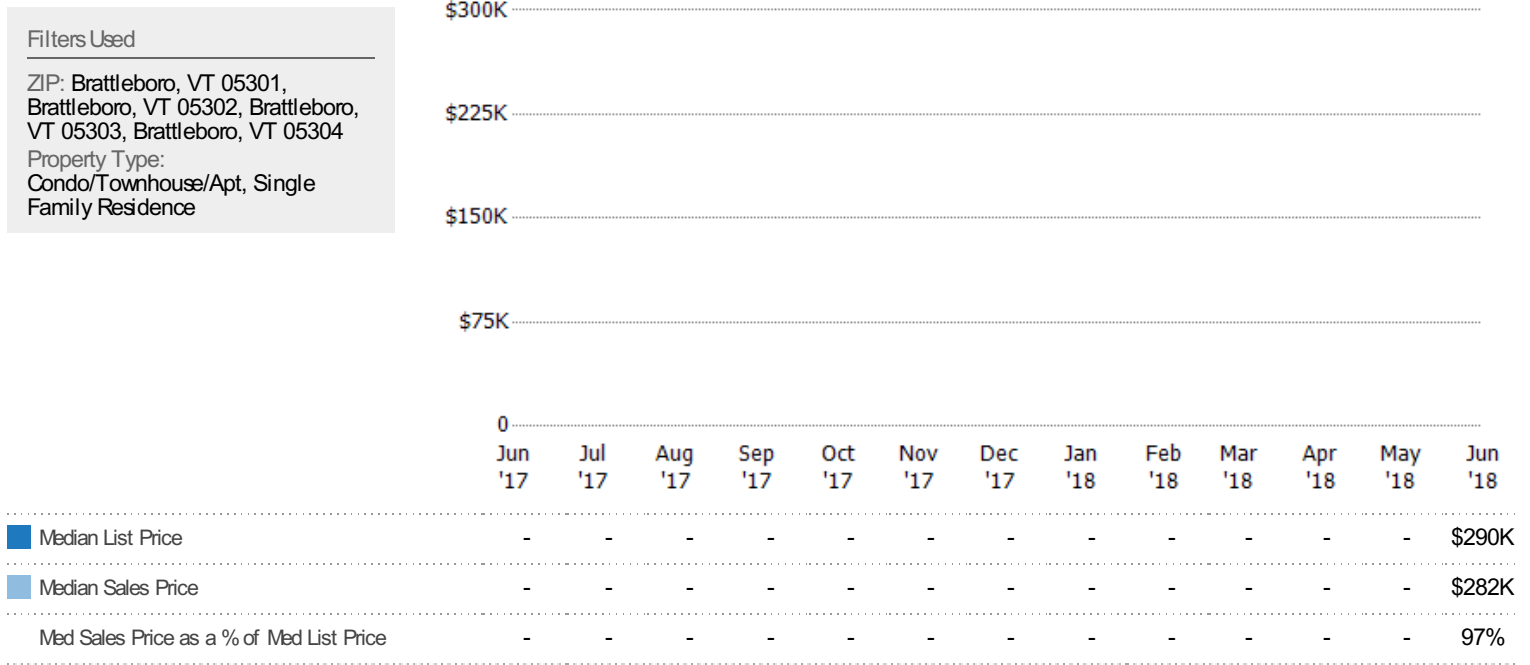 Filters Used
ZIP: Brattleboro, VT 05301,
Brattleboro, VT 05302, Brattleboro,
VT 05303, Brattleboro, VT 05304
Property Type:
Condo/Townhouse/Apt, Single
Family Residence
$300K
$225K
$150K
$75K
0
Jun Jul Aug Sep Oct Nov Dec Jan Feb Mar Apr May Jun
'17 '17 '17 '17 '17 '17 '17 '18 '18 '18 '18 '18 '18
Median List Price - - - - - - - - - - - - $290K
Median Sales Price - - - - - - - - - - - - $282K
Med Sales Price as a % of Med List Price - - - - - - - - - - - - 97%